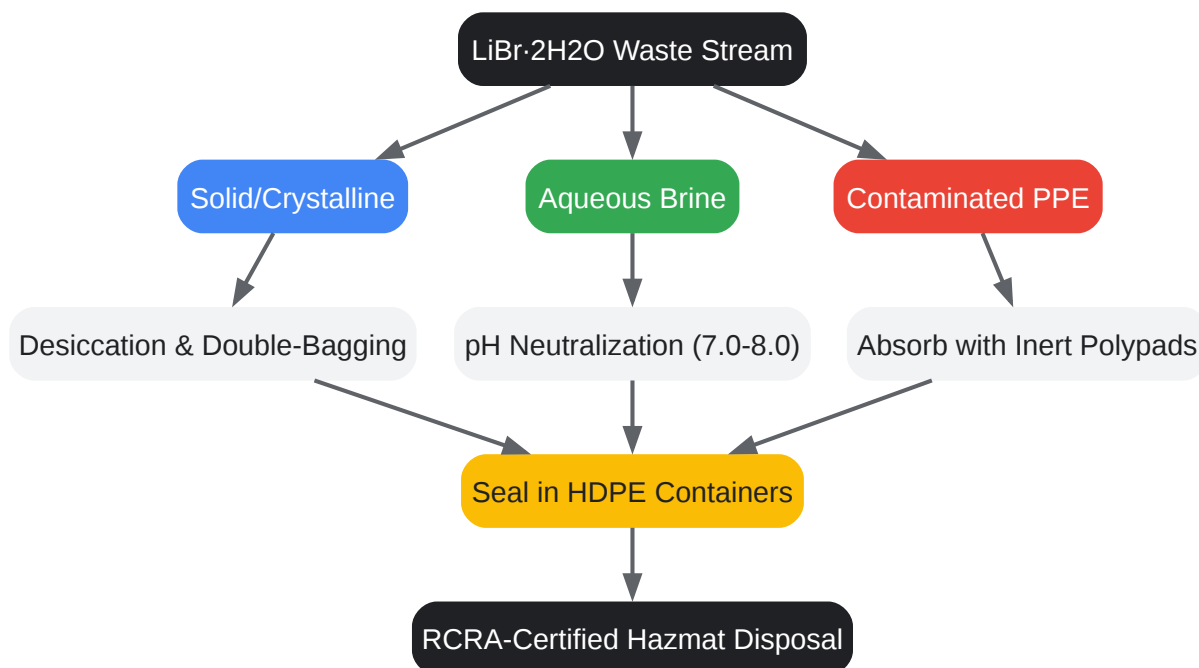 LiBr·2H2O Waste Stream
Solid/Crystalline
Aqueous Brine
Contaminated PPE
Desiccation & Double-Bagging
pH Neutralization (7.0-8.0)
Absorb with Inert Polypads
Seal in HDPE Containers
RCRA-Certified Hazmat Disposal